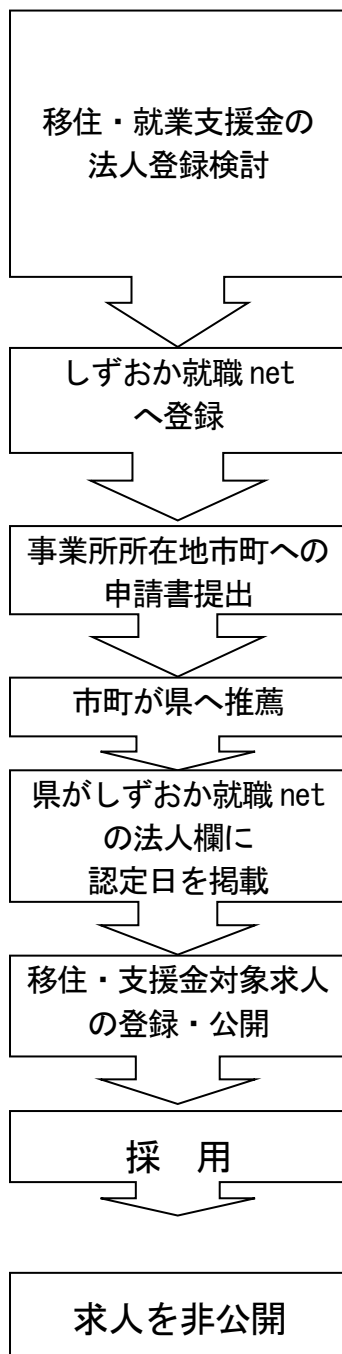 移住・就業支援金の
法人登録検討
しずおか就職 net
へ登録
事業所所在地市町への
申請書提出
市町が県へ推薦
県がしずおか就職 net
の法人欄に
認定日を掲載
移住・支援金対象求人
の登録・公開
採　用
求人を非公開